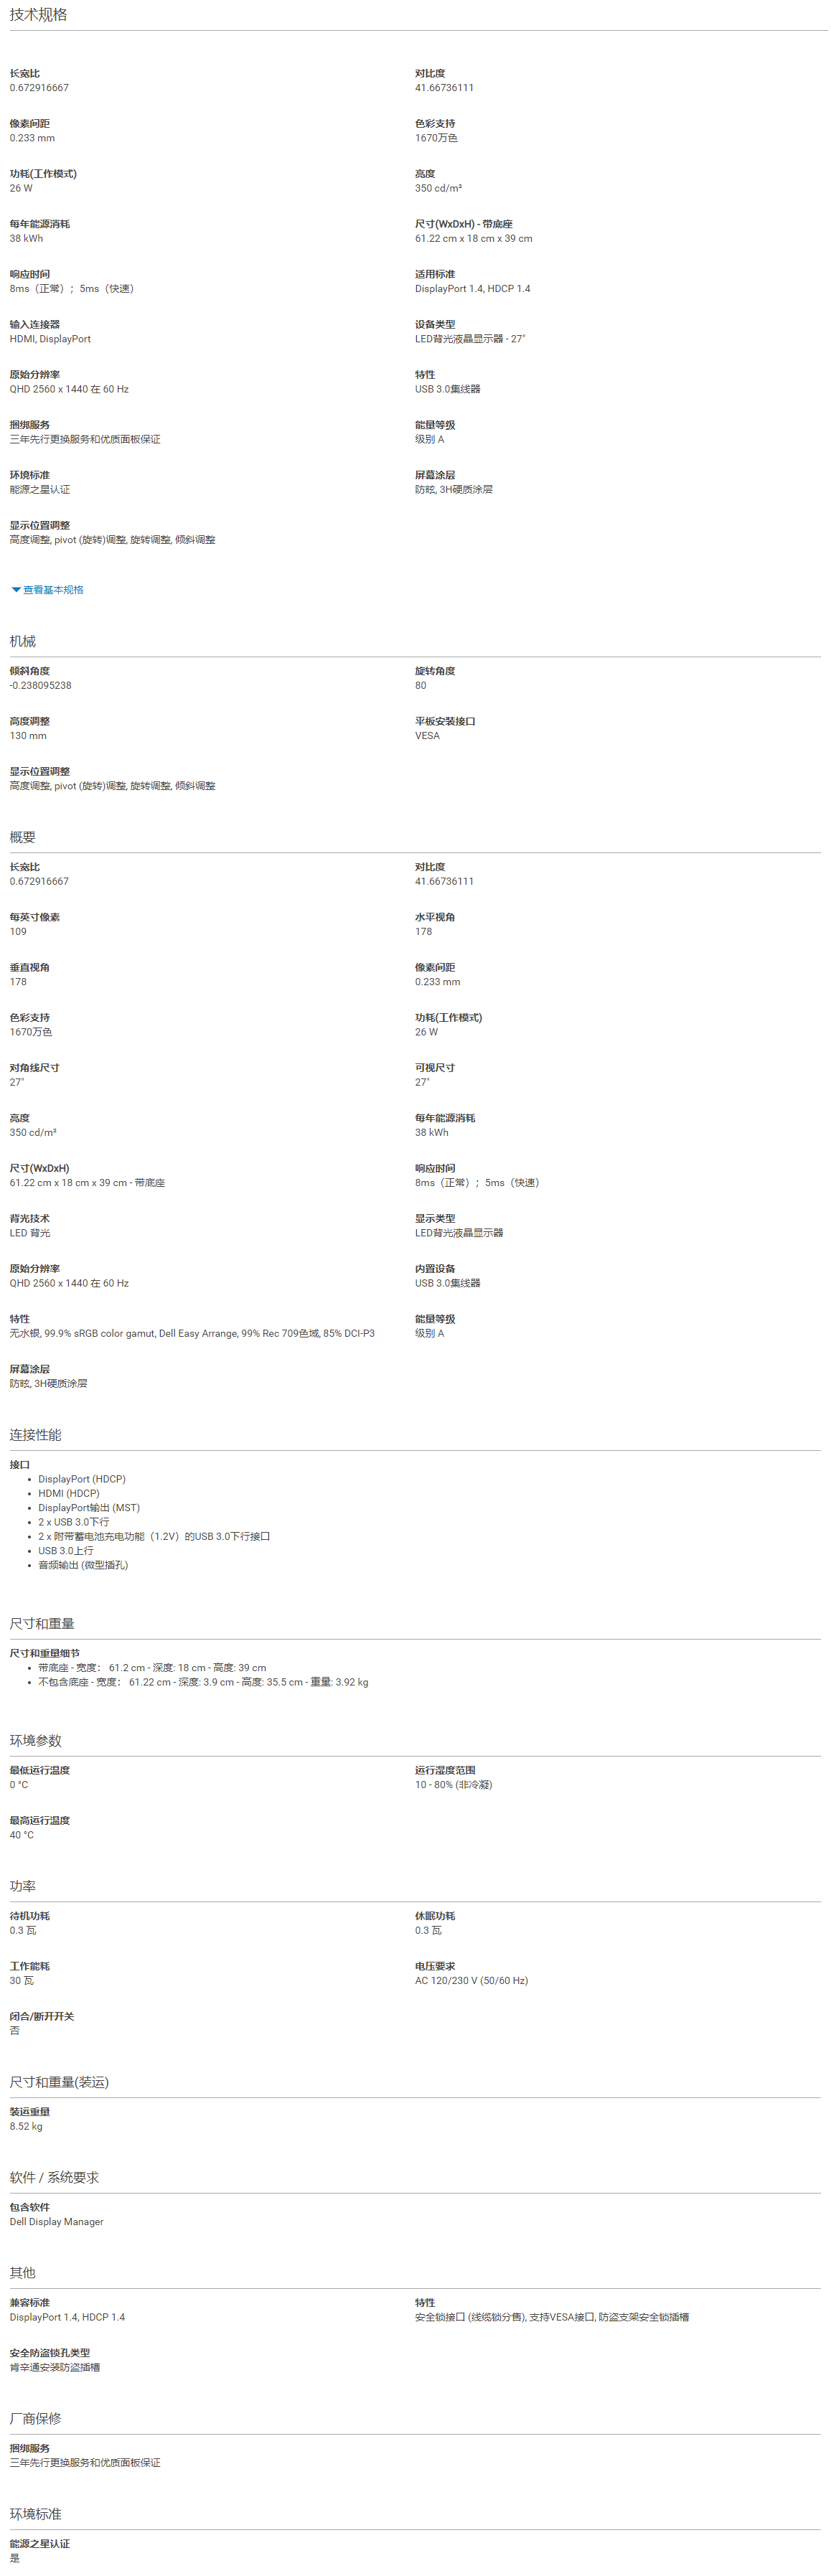 技术规格
长宽比
0.672916667
对比度
41.66736111
像素间距
0.233 mm
色彩支持
1670万色
功耗(工作模式)
26 W
亮度
350 cd/m²
每年能源消耗
38 kWh
尺寸(WxDxH) - 带底座
61.22 cm x 18 cm x 39 cm
响应时间
8ms（正常）；5ms（快速）
适用标准
DisplayPort 1.4, HDCP 1.4
输入连接器
HDMI, DisplayPort
设备类型
LED背光液晶显示器 - 27"
原始分辨率
QHD 2560 x 1440 在 60 Hz
特性
USB 3.0集线器
捆绑服务
三年先行更换服务和优质面板保证
能量等级
级别 A
环境标准
能源之星认证
屏幕涂层
防眩, 3H硬质涂层
显示位置调整
高度调整, pivot (旋转)调整, 旋转调整, 倾斜调整
查看基本规格
机械
倾斜角度
-0.238095238
旋转角度
80
高度调整
130 mm
平板安装接口
VESA
显示位置调整
高度调整, pivot (旋转)调整, 旋转调整, 倾斜调整
概要
长宽比
0.672916667
对比度
41.66736111
每英寸像素
109
水平视角
178
垂直视角
178
像素间距
0.233 mm
色彩支持
1670万色
功耗(工作模式)
26 W
对角线尺寸
27"
可视尺寸
27"
亮度
350 cd/m²
每年能源消耗
38 kWh
尺寸(WxDxH)
61.22 cm x 18 cm x 39 cm - 带底座
响应时间
8ms（正常）；5ms（快速）
背光技术
LED 背光
显示类型
LED背光液晶显示器
原始分辨率
QHD 2560 x 1440 在 60 Hz
内置设备
USB 3.0集线器
特性
无水银, 99.9% sRGB color gamut, Dell Easy Arrange, 99% Rec 709色域, 85% DCI-P3
能量等级
级别 A
屏幕涂层
防眩, 3H硬质涂层
连接性能
接口
• DisplayPort (HDCP)
• HDMI (HDCP)
• DisplayPort输出 (MST)
• 2 x USB 3.0下行
• 2 x 附带蓄电池充电功能（1.2V）的USB 3.0下行接口
• USB 3.0上行
• 音频输出 (微型插孔)
尺寸和重量
尺寸和重量细节
• 带底座 - 宽度： 61.2 cm - 深度: 18 cm - 高度: 39 cm
• 不包含底座 - 宽度： 61.22 cm - 深度: 3.9 cm - 高度: 35.5 cm - 重量: 3.92 kg
环境参数
最低运行温度
0 °C
运行湿度范围
10 - 80% (非冷凝)
最高运行温度
40 °C
功率
待机功耗
0.3 瓦
休眠功耗
0.3 瓦
工作能耗
30 瓦
电压要求
AC 120/230 V (50/60 Hz)
闭合/断开开关
否
尺寸和重量(装运)
装运重量
8.52 kg
软件 / 系统要求
包含软件
Dell Display Manager
其他
兼容标准
DisplayPort 1.4, HDCP 1.4
特性
安全锁接口 (线缆锁分售), 支持VESA接口, 防盗支架安全锁插槽
安全防盗锁孔类型
肯辛通安装防盗插槽
厂商保修
捆绑服务
三年先行更换服务和优质面板保证
环境标准
能源之星认证
是